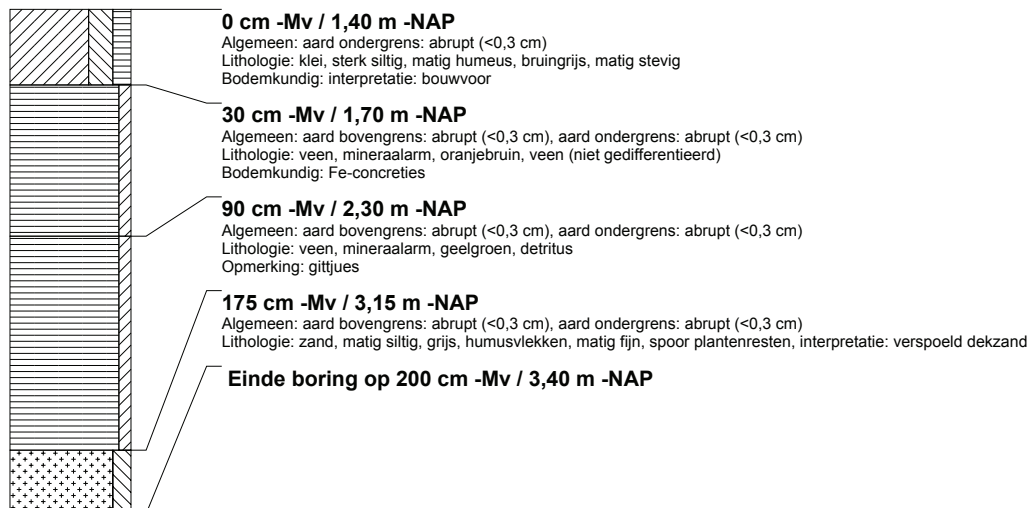 0 cm -Mv / 1,40 m -NAP
Algemeen: aard ondergrens: abrupt (<0,3 cm)
Lithologie: klei, sterk siltig, matig humeus, bruingrijs, matig stevig
Bodemkundig: interpretatie: bouwvoor
30 cm -Mv / 1,70 m -NAP
Algemeen: aard bovengrens: abrupt (<0,3 cm), aard ondergrens: abrupt (<0,3 cm)
Lithologie: veen, mineraalarm, oranjebruin, veen (niet gedifferentieerd)
Bodemkundig: Fe-concreties
90 cm -Mv / 2,30 m -NAP
Algemeen: aard bovengrens: abrupt (<0,3 cm), aard ondergrens: abrupt (<0,3 cm)
Lithologie: veen, mineraalarm, geelgroen, detritus
Opmerking: gittjues
175 cm -Mv / 3,15 m -NAP
Algemeen: aard bovengrens: abrupt (<0,3 cm), aard ondergrens: abrupt (<0,3 cm)
Lithologie: zand, matig siltig, grijs, humusvlekken, matig fijn, spoor plantenresten, interpretatie: verspoeld dekzand
Einde boring op 200 cm -Mv / 3,40 m -NAP